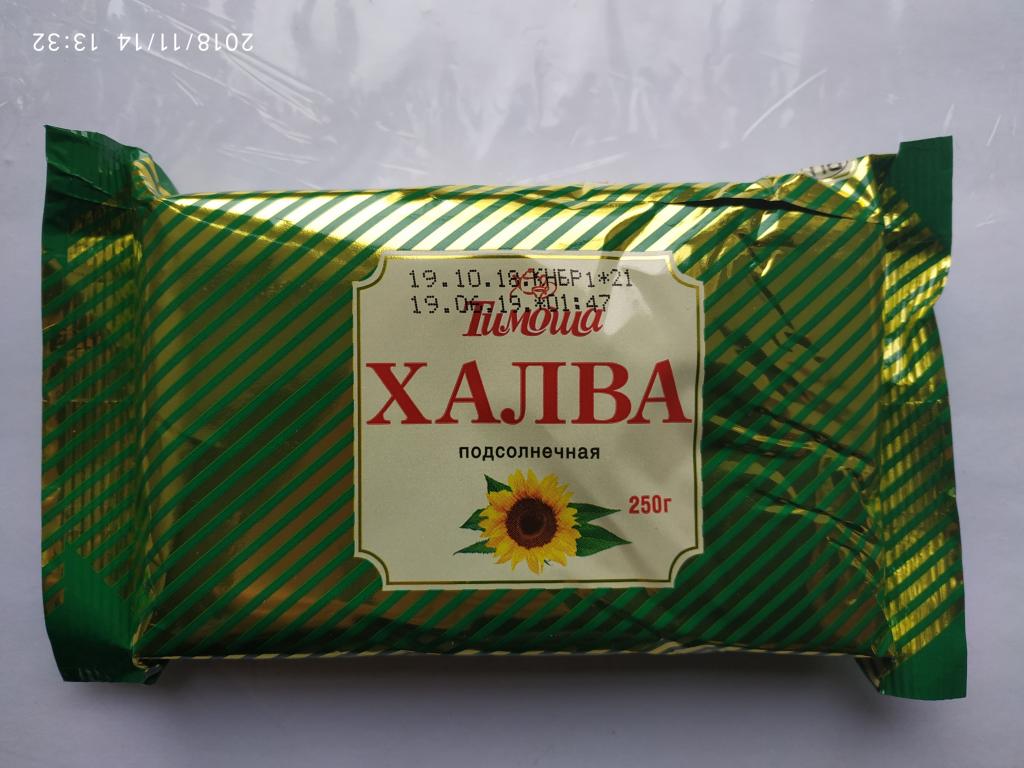 2018/11/14 13:32
19.10.18.КНБР1*21
19.06.19.*01:47
Тимоша
ХАЛВА
подсолнечная
250г